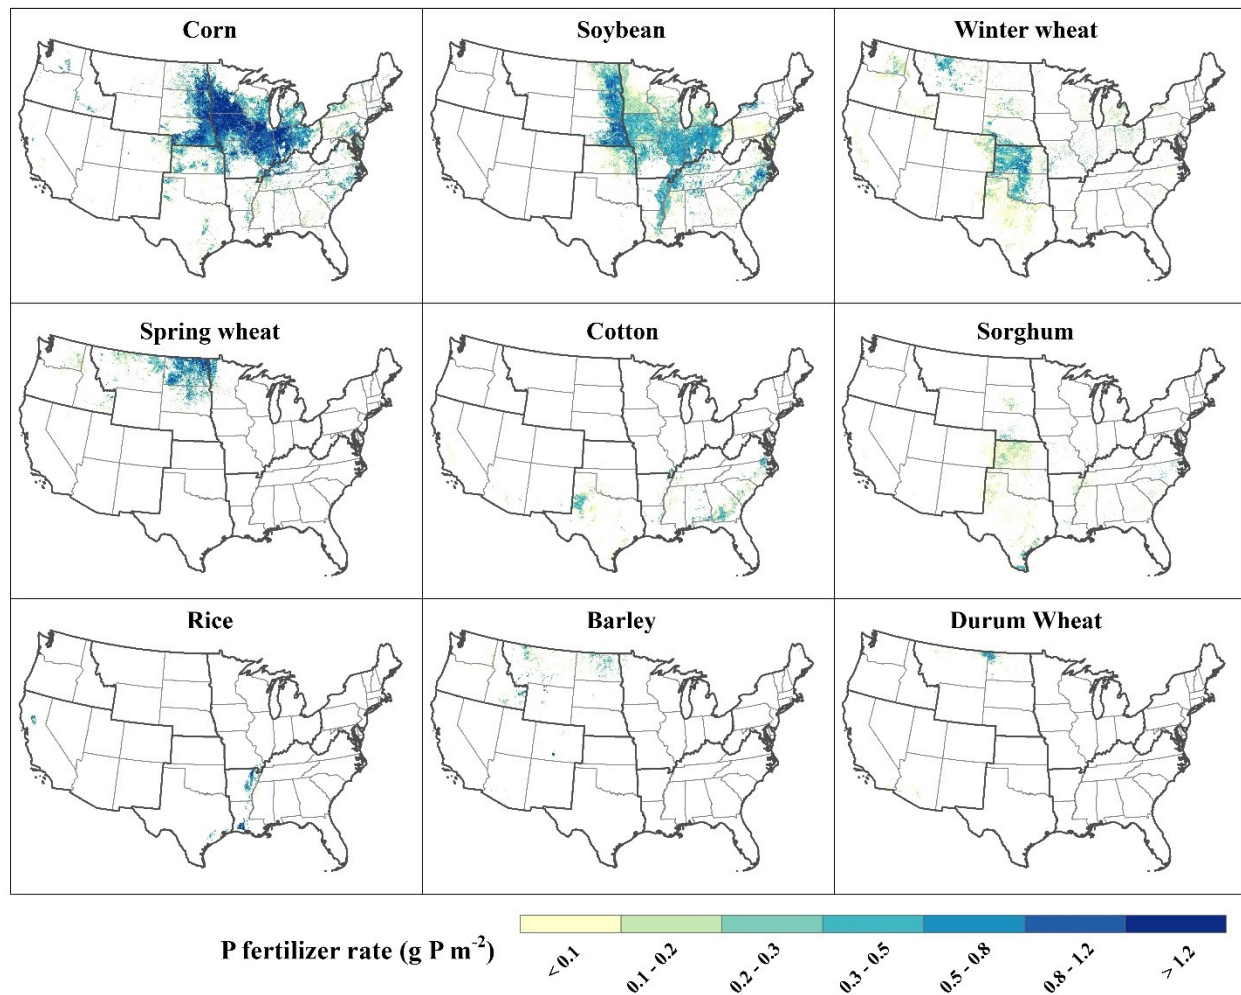 Corn
Soybean
Winter wheat
Spring wheat
Cotton
Sorghum
Rice
Barley
Durum Wheat
P fertilizer rate (g P m⁻²)
< 0.1
0.1 - 0.2
0.2 - 0.3
0.3 - 0.5
0.5 - 0.8
0.8 - 1.2
> 1.2